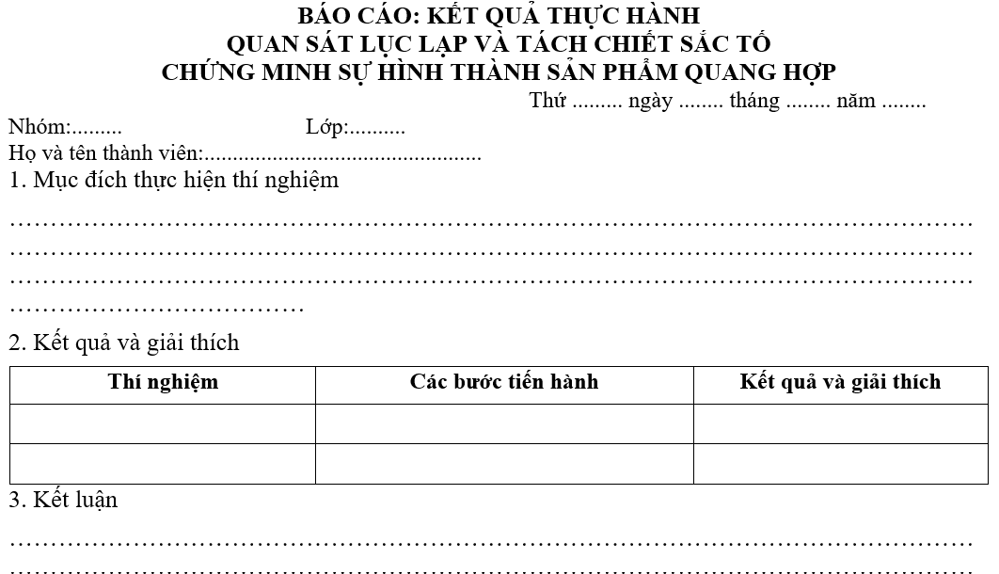 BÁO CÁO: KẾT QUẢ THỰC HÀNH
QUAN SÁT LỤC LẠP VÀ TÁCH CHIẾT SẮC TỐ
CHỨNG MINH SỰ HÌNH THÀNH SẢN PHẨM QUANG HỢP
Thứ ......... ngày ........ tháng ........ năm ........
Nhóm:......... Lớp:..........
Họ và tên thành viên:.................................................
1. Mục đích thực hiện thí nghiệm
………………………………………………………………………………………………………
………………………………………………………………………………………………………
………………………………………………………………………………………………………
………………………………
2. Kết quả và giải thích
Thí nghiệm Các bước tiến hành Kết quả và giải thích
3. Kết luận
………………………………………………………………………………………………………
………………………………………………………………………………………………………